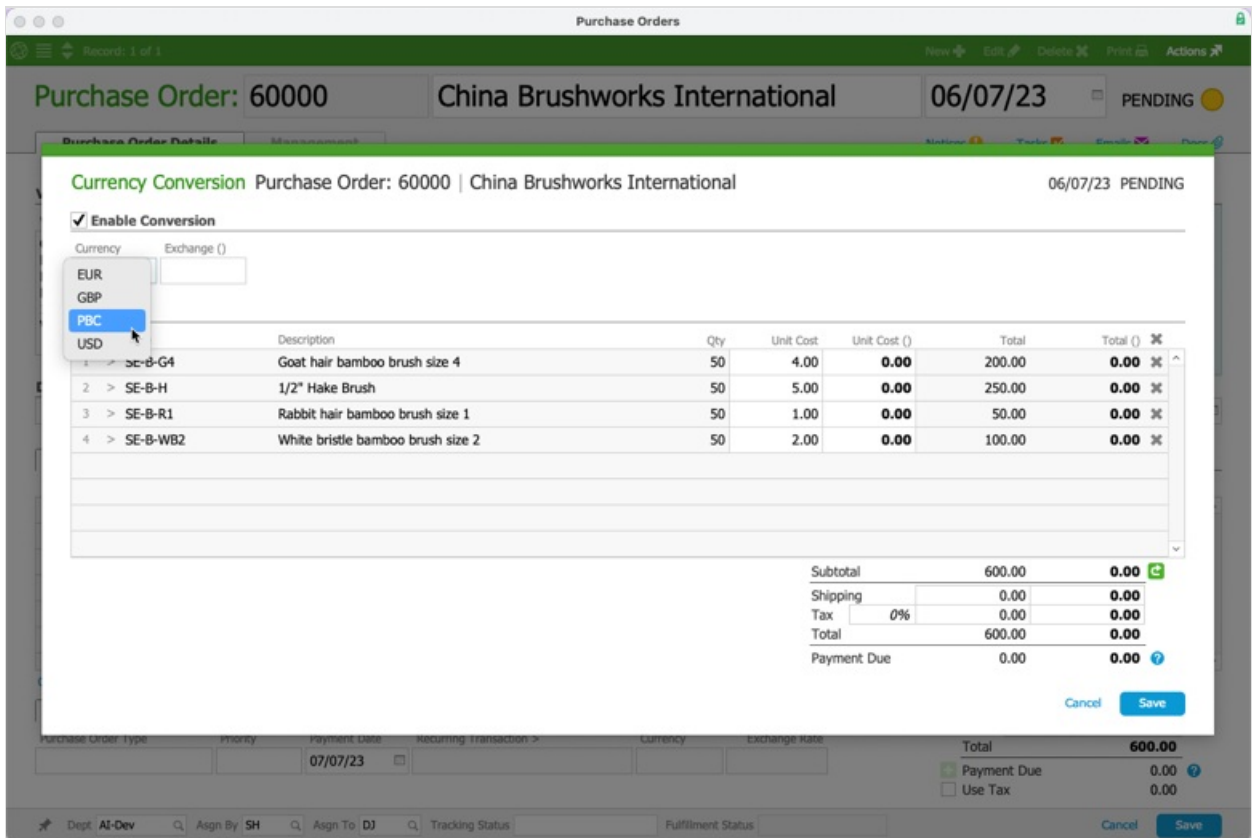 Purchase Orders
Record: 1 of 1 New Edit Delete Print Actions
Purchase Order: 60000 China Brushworks International 06/07/23 PENDING
Purchase Order Details Management Notices Tasks Emails Docs
Currency Conversion Purchase Order: 60000 | China Brushworks International 06/07/23 PENDING
Enable Conversion
Currency Exchange ()
EUR
GBP
PBC
USD
Description Qty Unit Cost Unit Cost () Total Total ()
1 > SE-B-G4 Goat hair bamboo brush size 4 50 4.00 0.00 200.00 0.00
2 > SE-B-H 1/2" Hake Brush 50 5.00 0.00 250.00 0.00
3 > SE-B-R1 Rabbit hair bamboo brush size 1 50 1.00 0.00 50.00 0.00
4 > SE-B-WB2 White bristle bamboo brush size 2 50 2.00 0.00 100.00 0.00
Subtotal 600.00 0.00
Shipping 0.00 0.00
Tax 0% 0.00 0.00
Total 600.00 0.00
Payment Due 0.00 0.00 ?
Cancel Save
Purchase Order Type Priority Payment Date Recurring Transaction > Currency Exchange Rate
07/07/23
Total 600.00
Payment Due 0.00 ?
Use Tax 0.00
Dept AI-Dev Asgn By SH Asgn To DJ Tracking Status Fulfillment Status Cancel Save